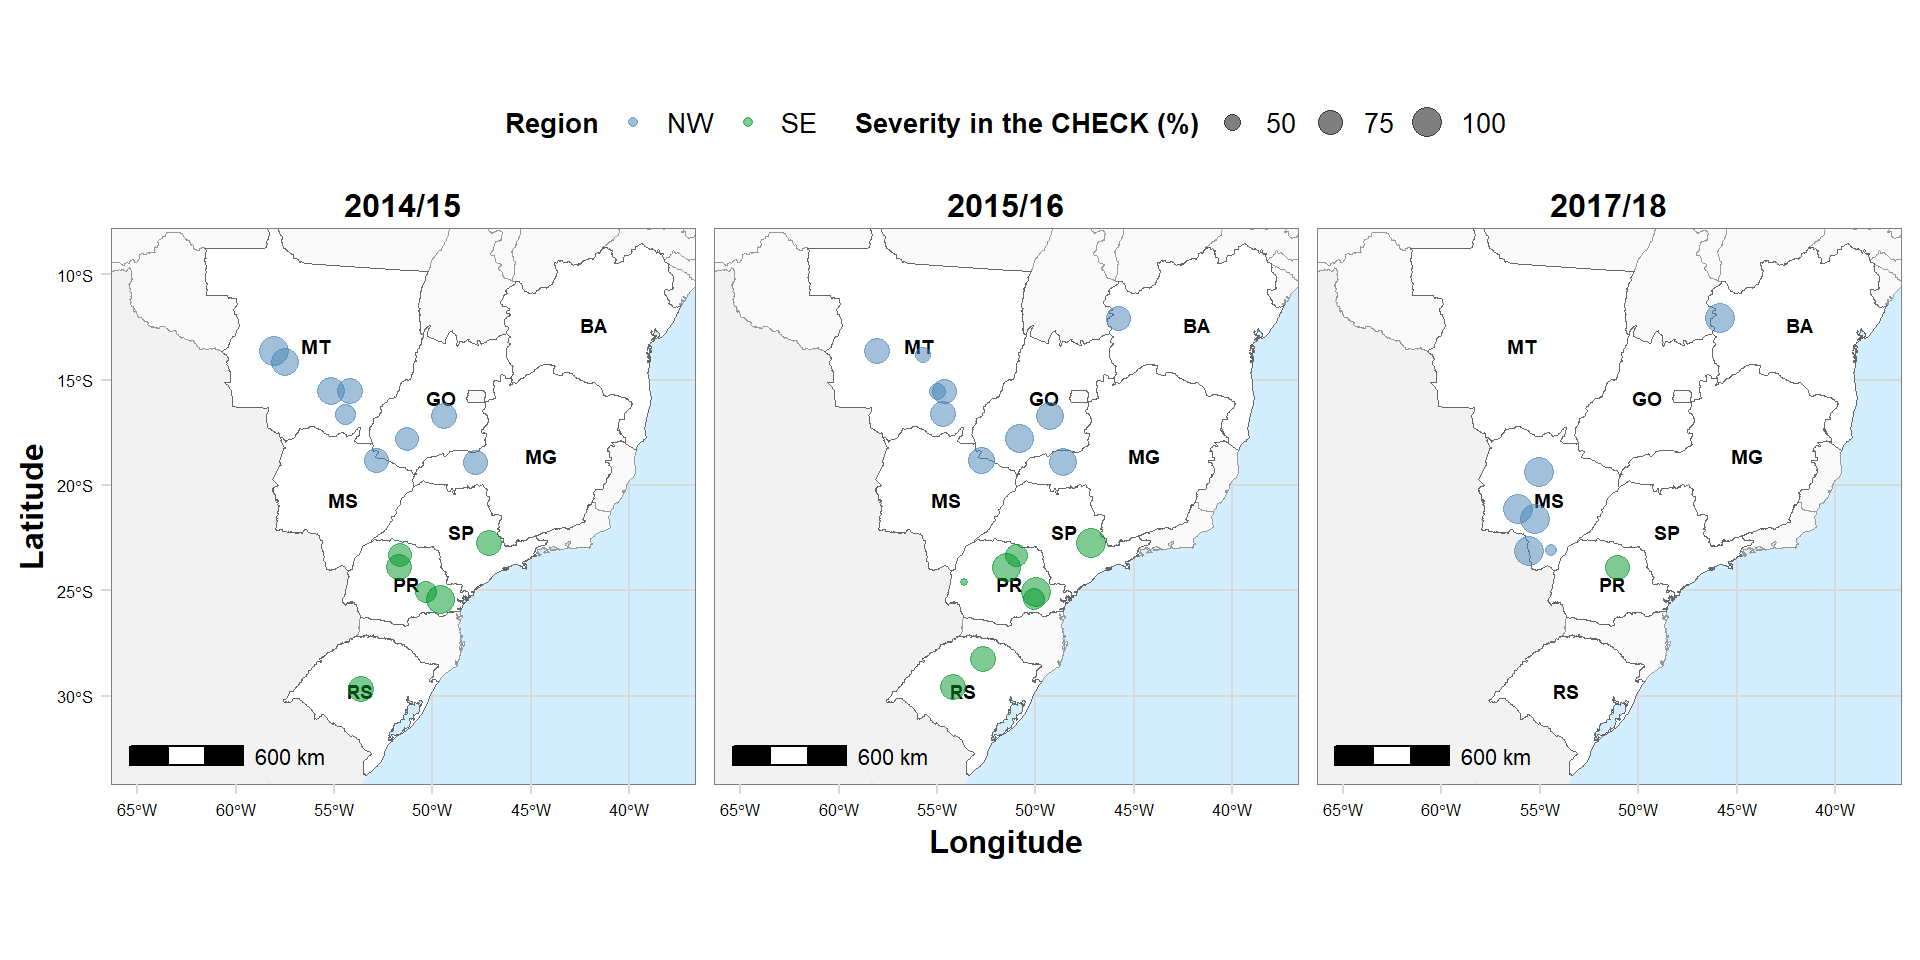 Region NW SE Severity in the CHECK (%) 50 75 100
2014/15 2015/16 2017/18
10°S
15°S
20°S
25°S
30°S
Latitude
MT BA GO MG MS SP PR RS
600 km
MT BA GO MG MS SP PR RS
600 km
MT BA GO MG MS SP PR RS
600 km
65°W 60°W 55°W 50°W 45°W 40°W
65°W 60°W 55°W 50°W 45°W 40°W
65°W 60°W 55°W 50°W 45°W 40°W
Longitude